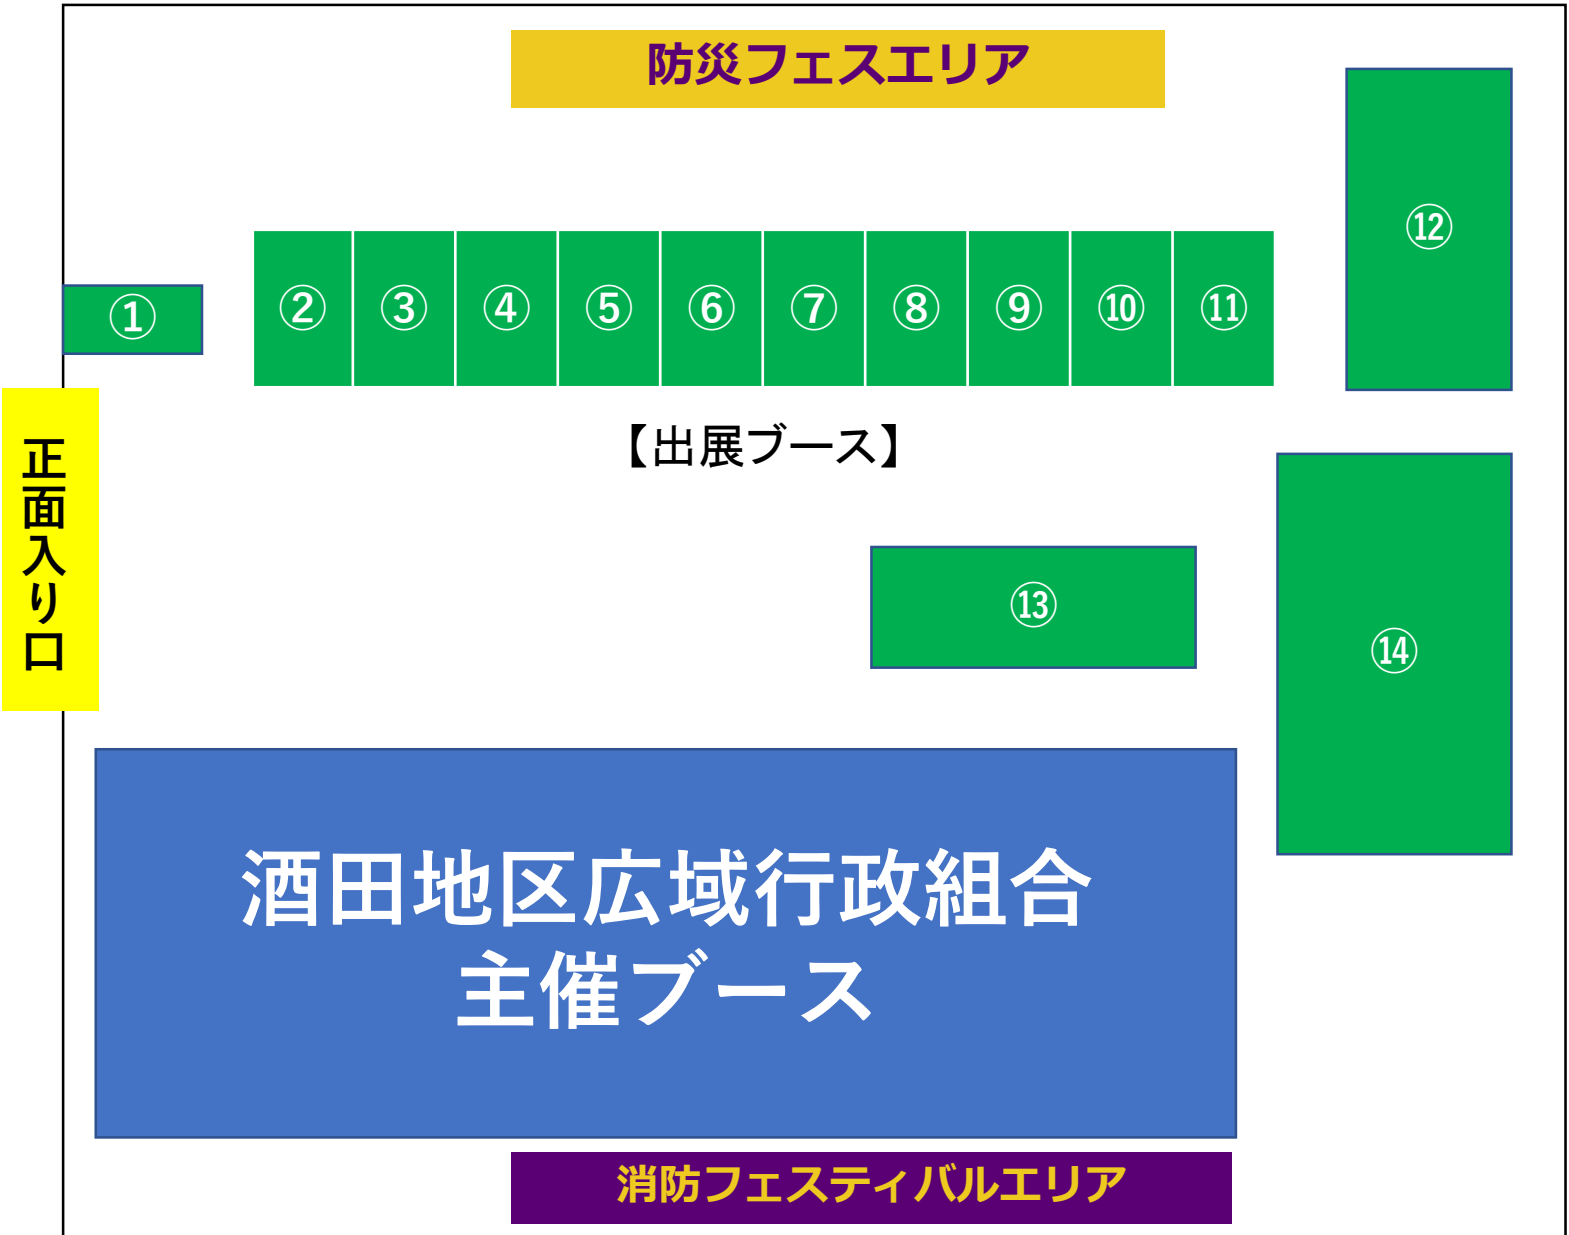 防災フェスエリア
①
②
③
④
⑤
⑥
⑦
⑧
⑨
⑩
⑪
⑫
【出展ブース】
正面入り口
⑬
⑭
酒田地区広域行政組合
主催ブース
消防フェスティバルエリア